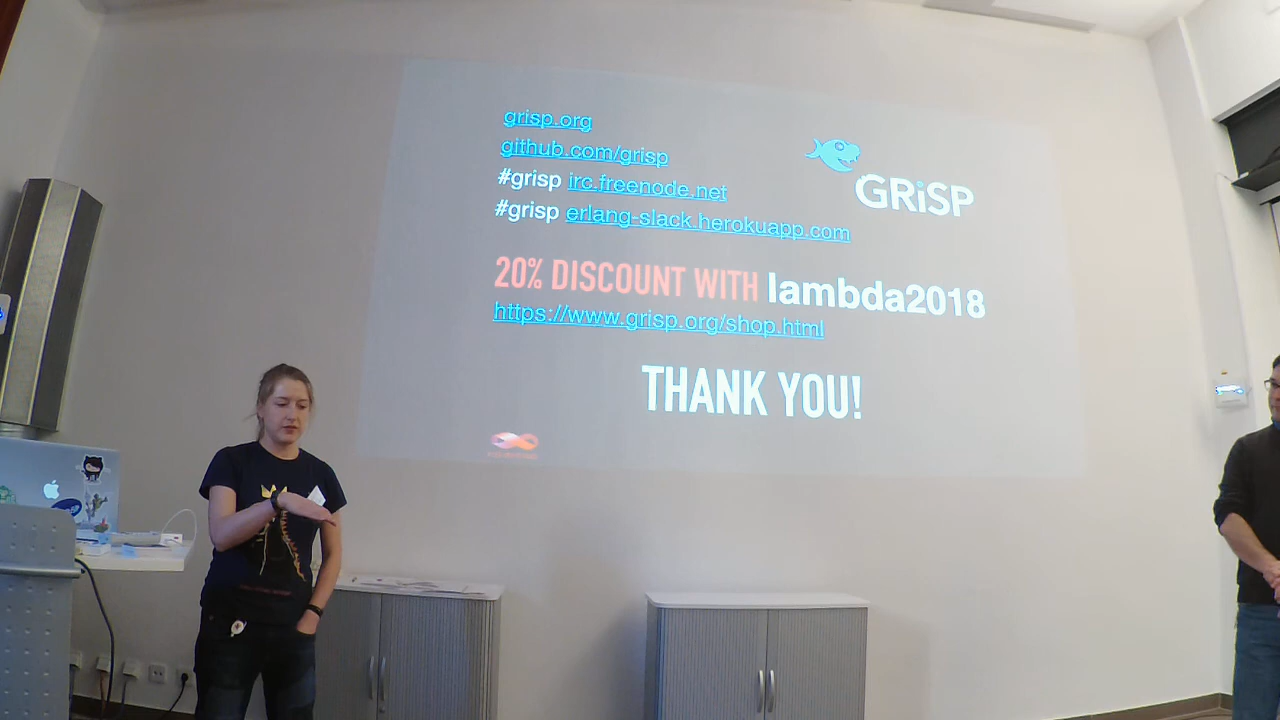 grisp.org
github.com/grisp
#grisp irc.freenode.net
#grisp erlang-slack.herokuapp.com
GRiSP
20% DISCOUNT WITH lambda2018
https://www.grisp.org/shop.html
THANK YOU!